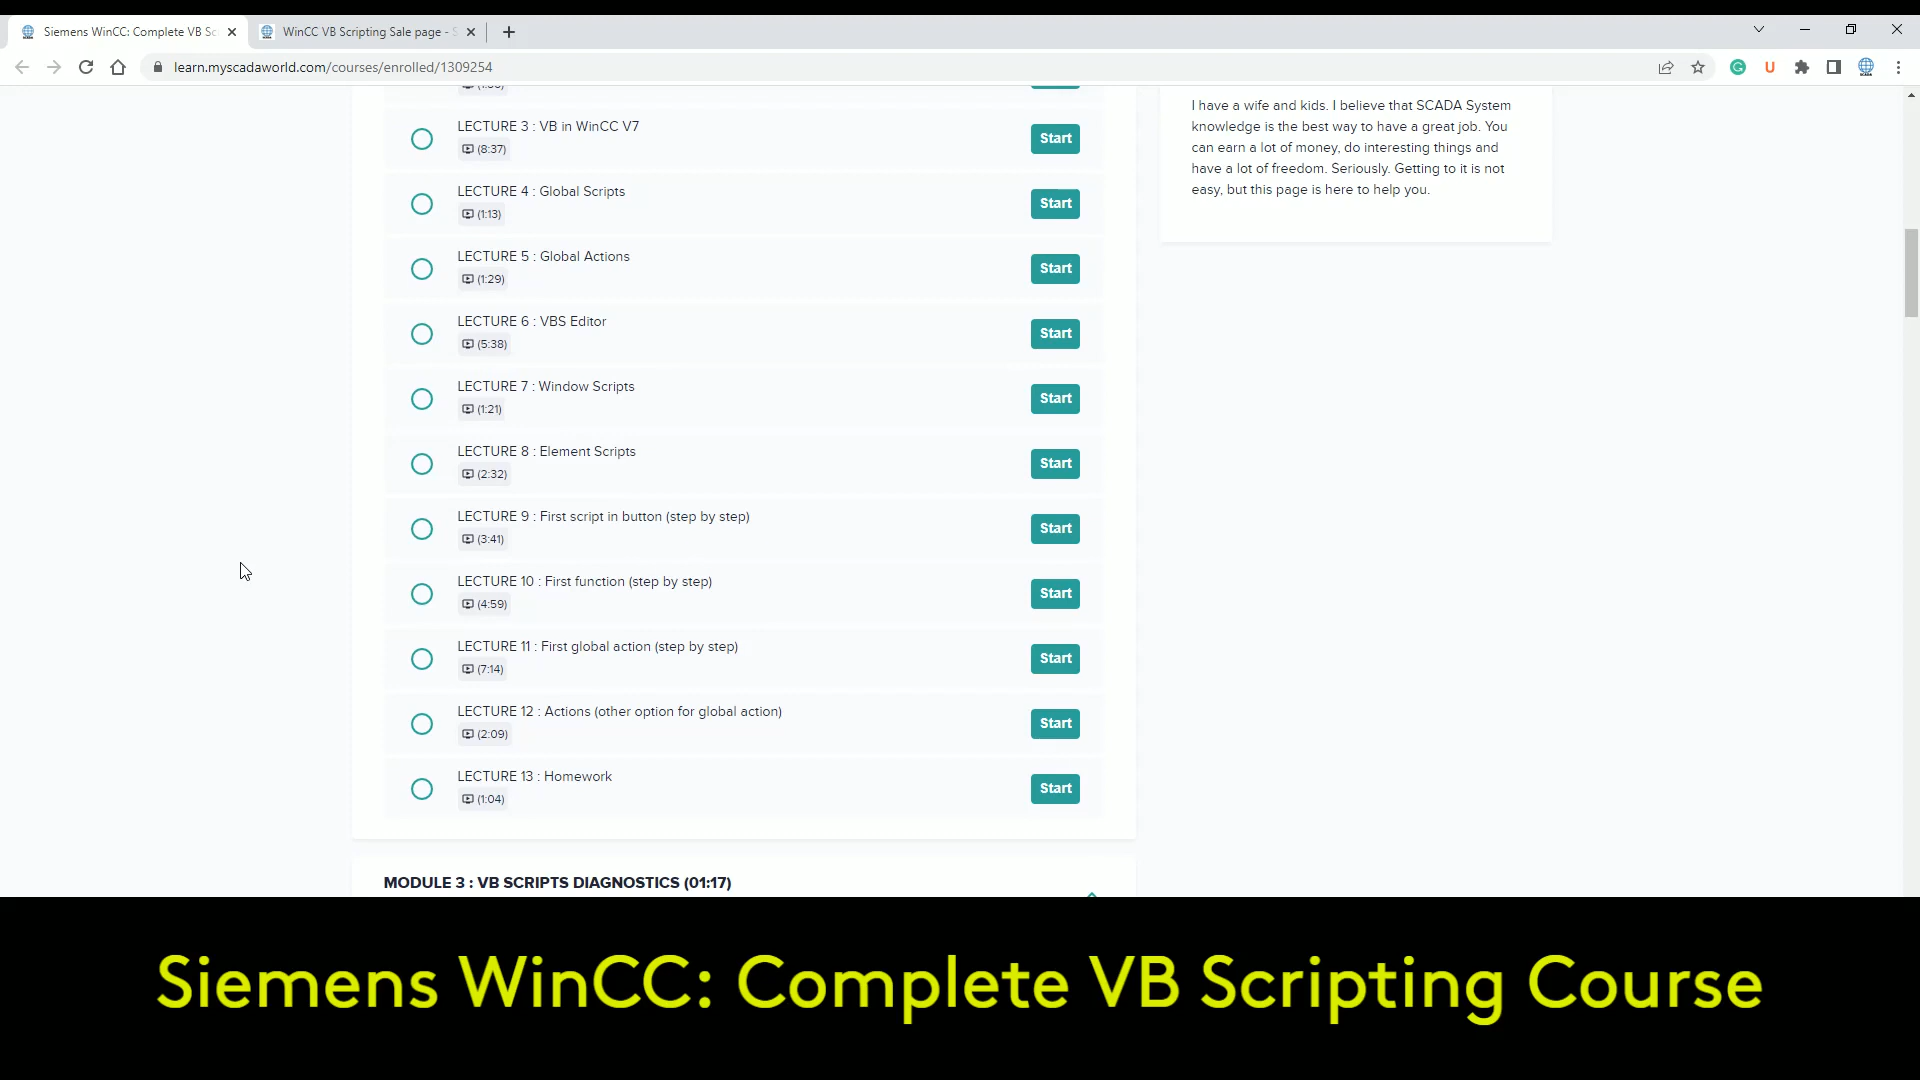 Siemens WinCC: Complete VB Sc
WinCC VB Scripting Sale page - S
learn.myscadaworld.com/courses/enrolled/1309254
LECTURE 3 : VB in WinCC V7
(8:37)
Start
LECTURE 4 : Global Scripts
(1:13)
Start
LECTURE 5 : Global Actions
(1:29)
Start
LECTURE 6 : VBS Editor
(5:38)
Start
LECTURE 7 : Window Scripts
(1:21)
Start
LECTURE 8 : Element Scripts
(2:32)
Start
LECTURE 9 : First script in button (step by step)
(3:41)
Start
LECTURE 10 : First function (step by step)
(4:59)
Start
LECTURE 11 : First global action (step by step)
(7:14)
Start
LECTURE 12 : Actions (other option for global action)
(2:09)
Start
LECTURE 13 : Homework
(1:04)
Start
MODULE 3 : VB SCRIPTS DIAGNOSTICS (01:17)
I have a wife and kids. I believe that SCADA System
knowledge is the best way to have a great job. You
can earn a lot of money, do interesting things and
have a lot of freedom. Seriously. Getting to it is not
easy, but this page is here to help you.
Siemens WinCC: Complete VB Scripting Course